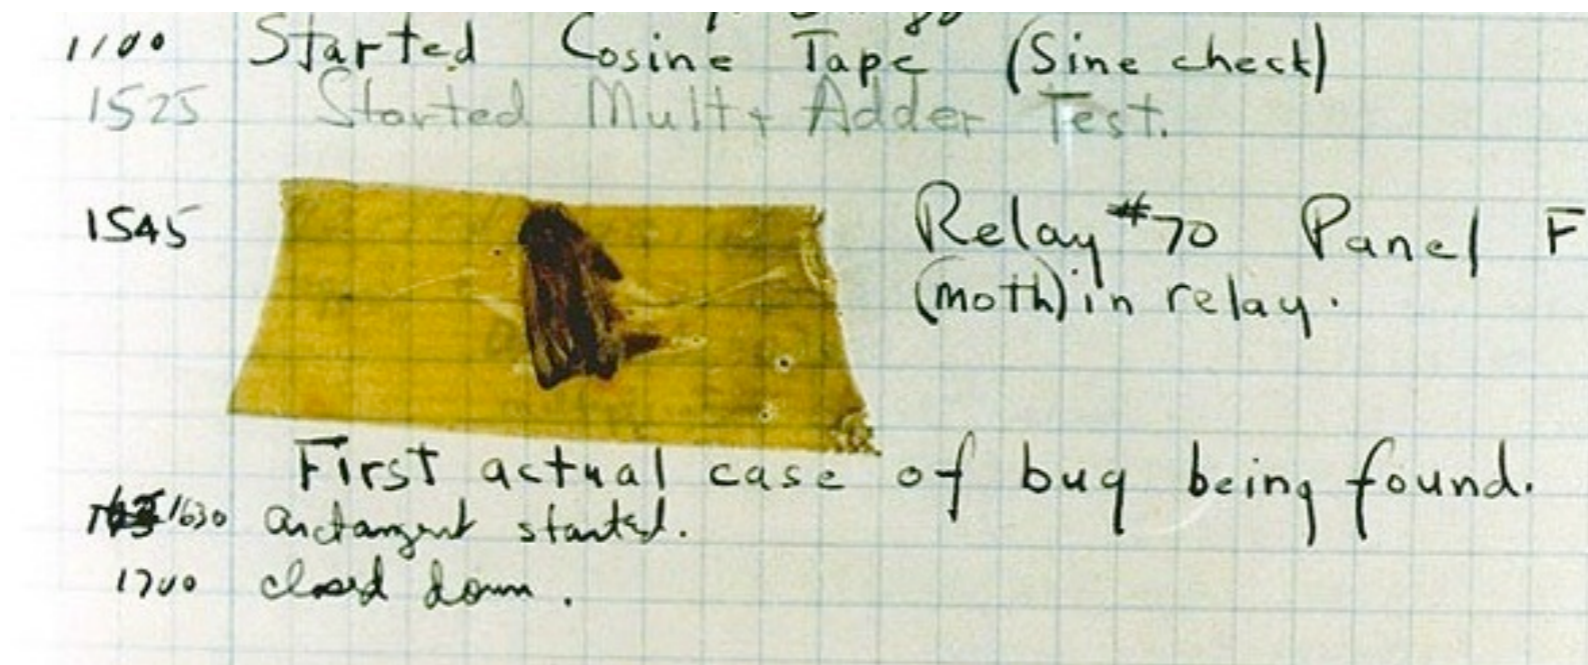 1100 Started Cosine Tape (Sine check)
1525 Started Mult + Adder Test.
1545 Relay #70 Panel F
(moth) in relay.
First actual case of bug being found.
1630 arctangent started.
1700 closed down.